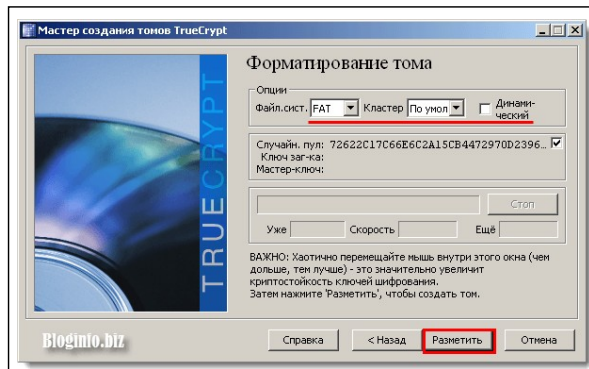 Мастер создания томов TrueCrypt
TRUECRYPT
Форматирование тома
Опции
Файл.сист. FAT Кластер По умол Динами-
ческий
Случайн. пул: 72622C17C66E6C2A15CB4472970D2396...
Ключ заг-ка:
Мастер-ключ:
Стоп
Уже Скорость Ещё
ВАЖНО: Хаотично перемещайте мышь внутри этого окна (чем
дольше, тем лучше) - это значительно увеличит
криптостойкость ключей шифрования.
Затем нажмите 'Разметить', чтобы создать том.
Bloginfo.biz
Справка < Назад Разметить Отмена